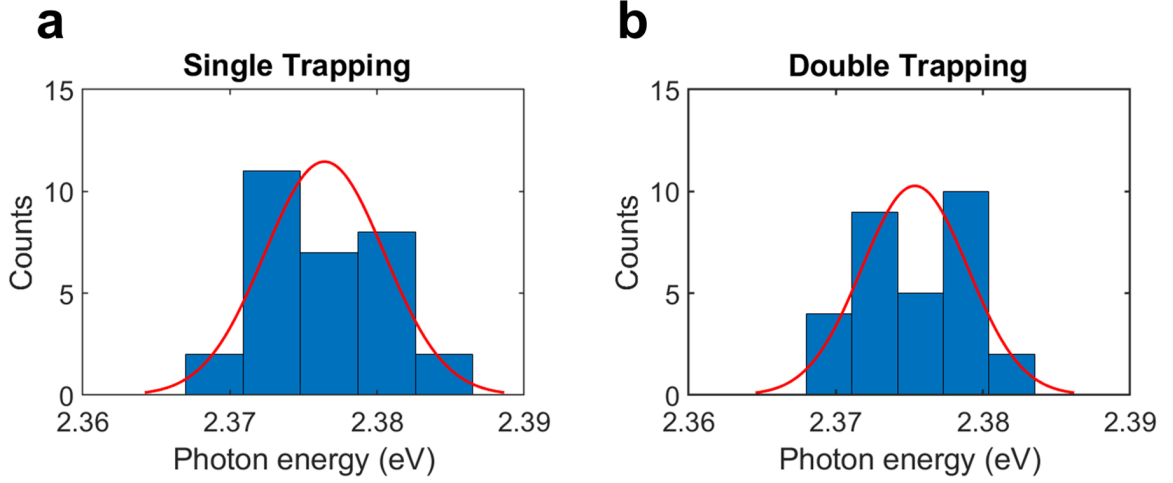 a
Single Trapping
15
10
5
0
Counts
2.36 2.37 2.38 2.39
Photon energy (eV)
b
Double Trapping
15
10
5
0
Counts
2.36 2.37 2.38 2.39
Photon energy (eV)